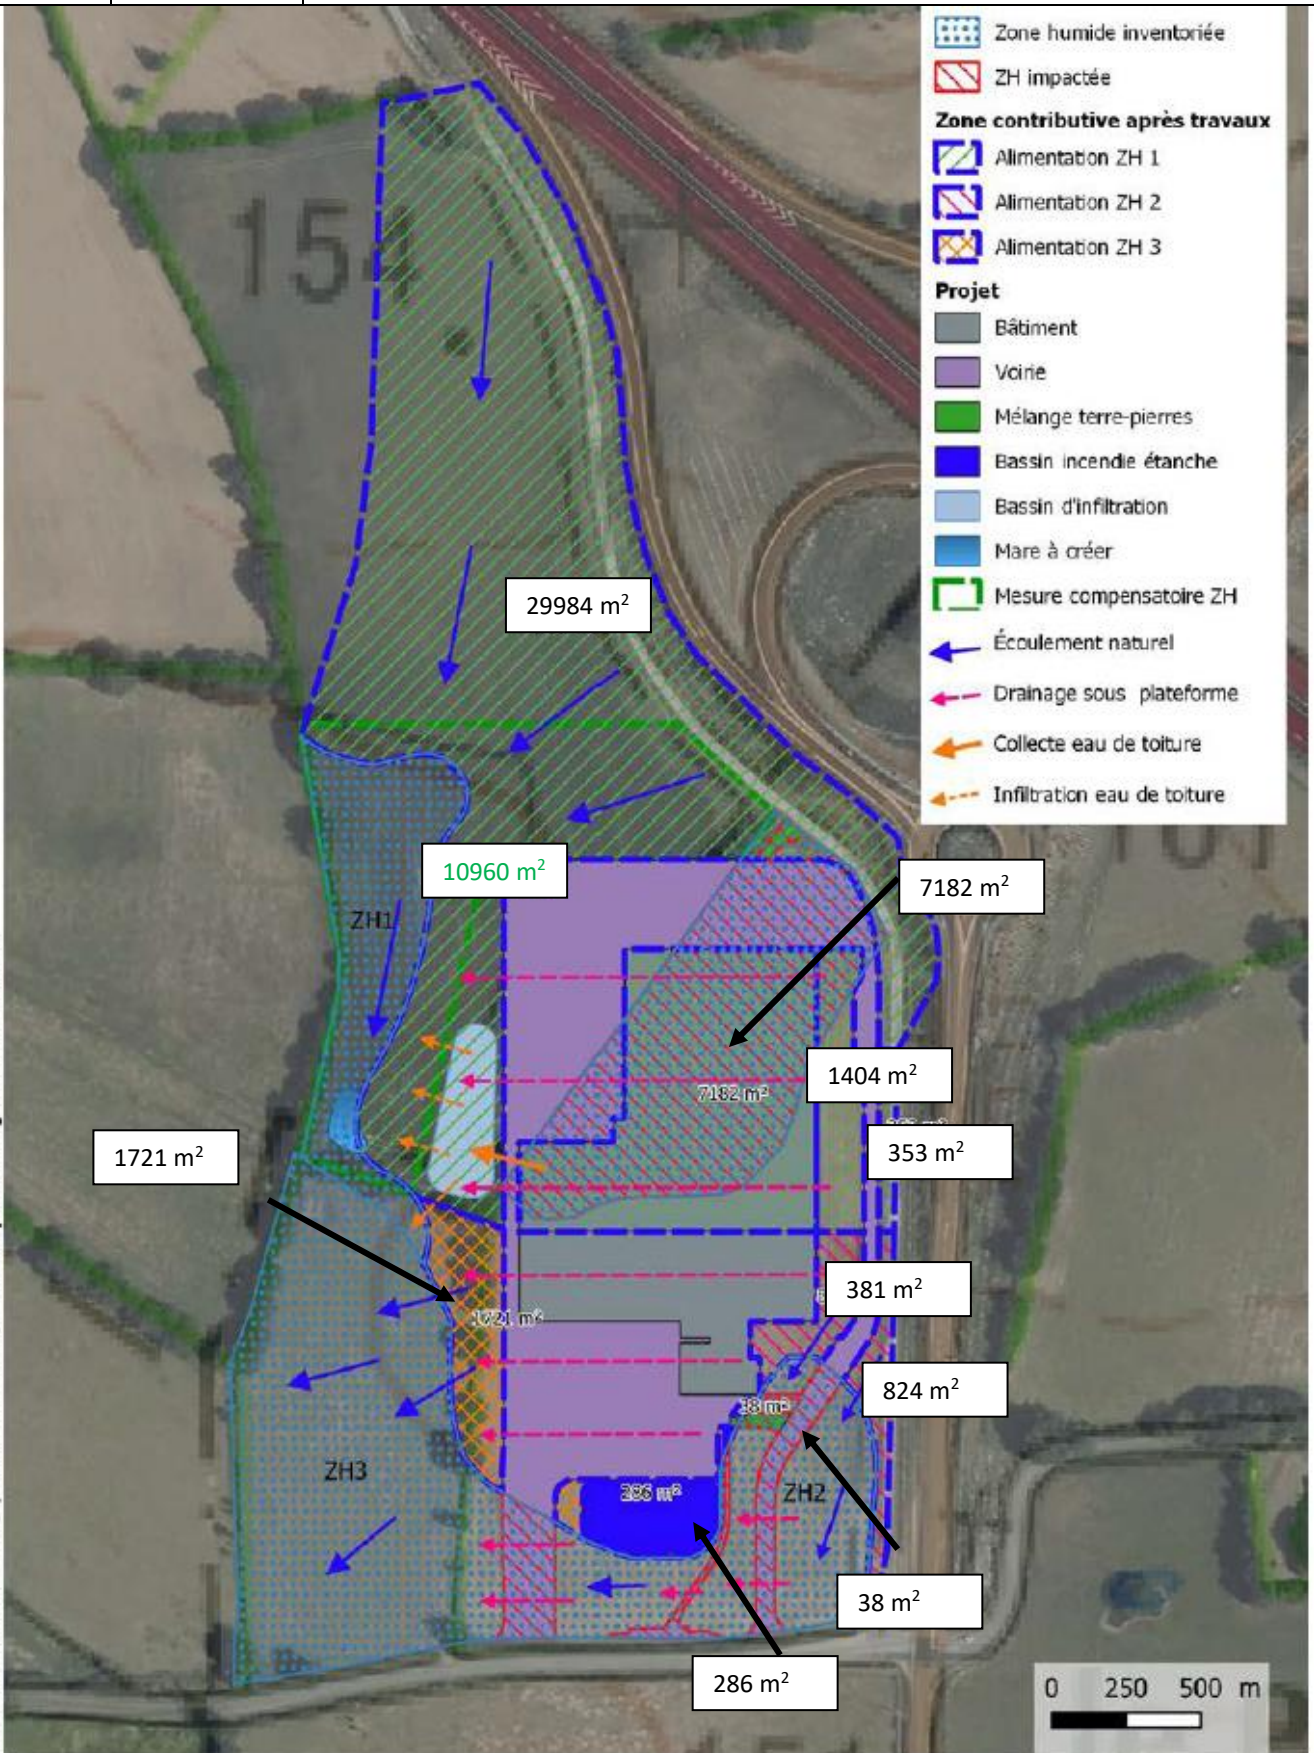 Zone humide inventoriée
ZH impactée
Zone contributive après travaux
Alimentation ZH 1
Alimentation ZH 2
Alimentation ZH 3
Projet
Bâtiment
Voirie
Mélange terre-pierres
Bassin incendie étanche
Bassin d'infiltration
Mare à créer
Mesure compensatoire ZH
Écoulement naturel
Drainage sous plateforme
Collecte eau de toiture
Infiltration eau de toiture
154
29984 m²
10960 m²
7182 m²
ZH1
1404 m²
7182 m²
353 m²
1721 m²
381 m²
1721 m²
824 m²
38 m²
ZH3
286 m²
ZH2
38 m²
286 m²
0 250 500 m